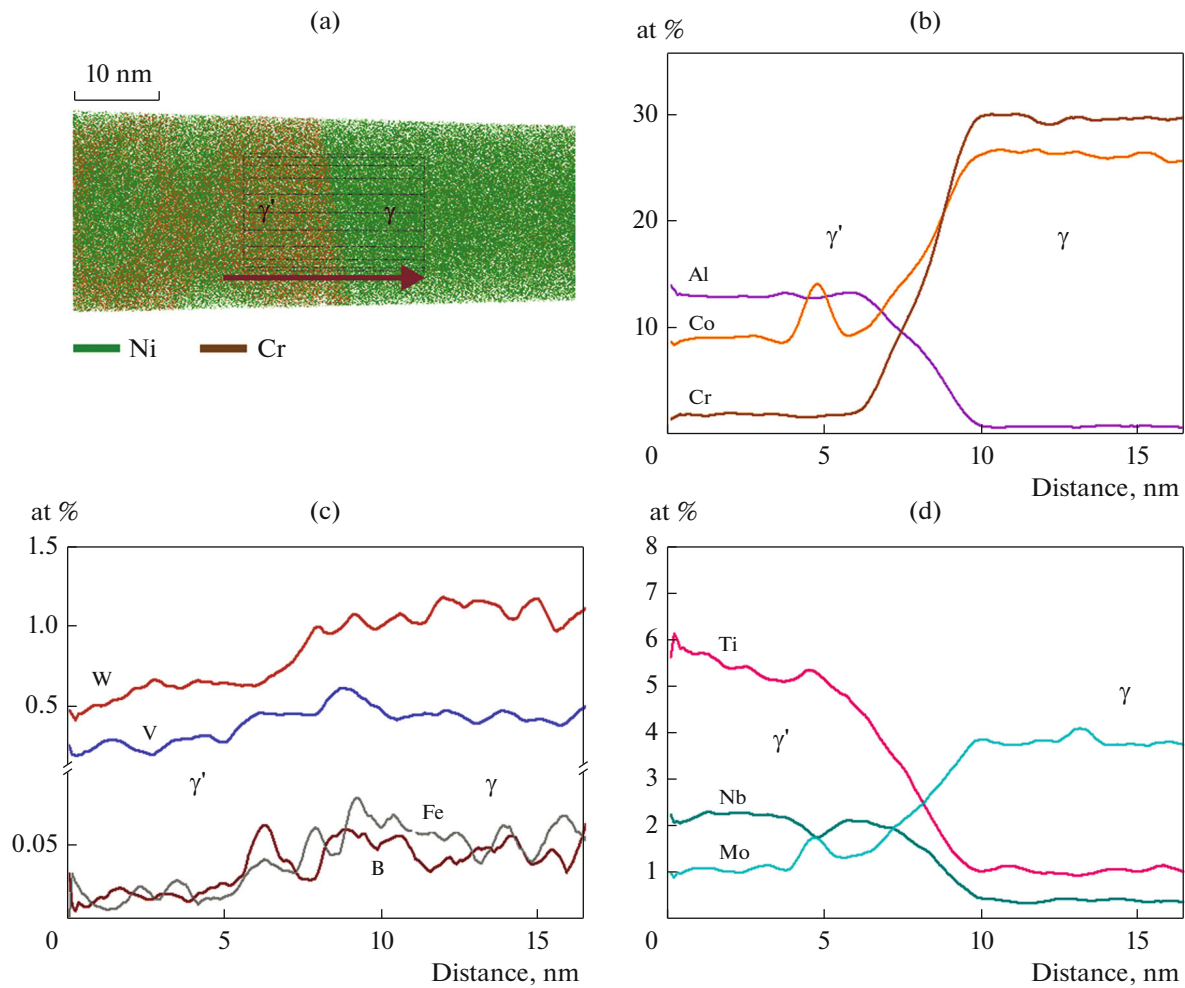 (a)
10 nm
γ'
γ
Ni
Cr
(b)
at %
30
20
10
0
5
10
15
Al
Co
Cr
γ'
γ
Distance, nm
(c)
at %
1.5
1.0
0.5
0.05
0
5
10
15
W
V
γ'
γ
Fe
B
Distance, nm
(d)
at %
8
7
6
5
4
3
2
1
0
5
10
15
Ti
γ
γ'
Nb
Mo
Distance, nm